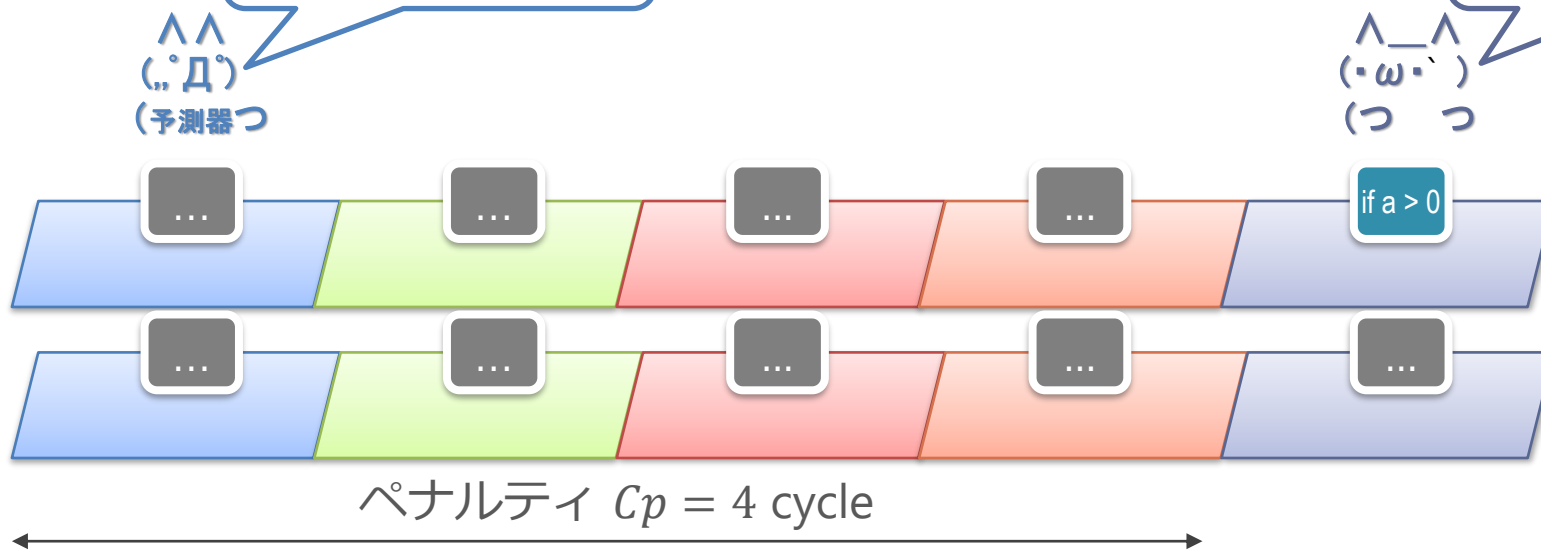 ∧ ∧
(,,ﾟДﾟ)
(予測器つ
∧＿∧
(・ω・` )
(つ つ
... ... ... ... if a > 0
... ... ... ... ...
ペナルティ Cp = 4 cycle